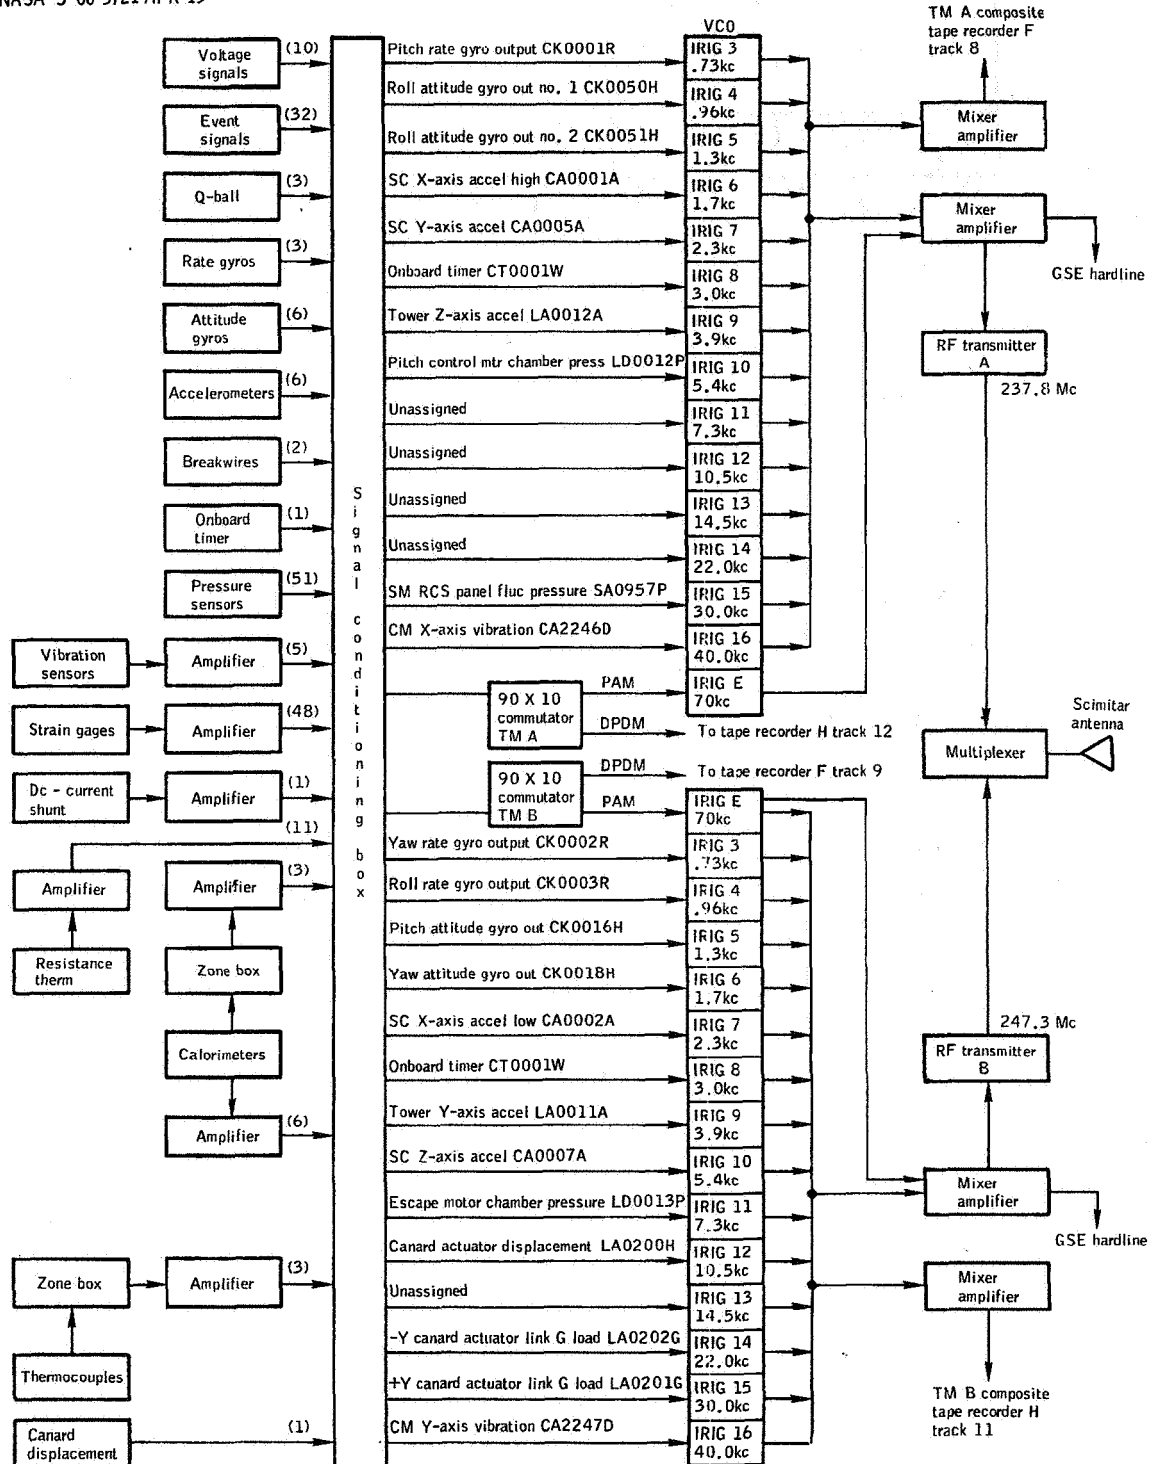 VCO
Voltage
signals
(10)
Event
signals
(32)
Q-ball
(3)
Rate gyros
(3)
Attitude
gyros
(6)
Accelerometers
(6)
Breakwires
(2)
Onboard
timer
(1)
Pressure
sensors
(51)
Vibration
sensors
Amplifier
(5)
Strain gages
Amplifier
(48)
Dc - current
shunt
Amplifier
(1)
(11)
Amplifier
Resistance
therm
Amplifier
(3)
Zone box
Calorimeters
Amplifier
(6)
Zone box
Amplifier
(3)
Thermocouples
Canard
displacement
(1)
Signal conditioning box
Pitch rate gyro output CK0001R
IRIG 3
.73kc
Roll attitude gyro out no. 1 CK0050H
IRIG 4
.96kc
Roll attitude gyro out no. 2 CK0051H
IRIG 5
1.3kc
SC X-axis accel high CA0001A
IRIG 6
1.7kc
SC Y-axis accel CA0005A
IRIG 7
2.3kc
Onboard timer CT0001W
IRIG 8
3.0kc
Tower Z-axis accel LA0012A
IRIG 9
3.9kc
Pitch control mtr chamber press LD0012P
IRIG 10
5.4kc
Unassigned
IRIG 11
7.3kc
Unassigned
IRIG 12
10.5kc
Unassigned
IRIG 13
14.5kc
Unassigned
IRIG 14
22.0kc
SM RCS panel fluc pressure SA0957P
IRIG 15
30.0kc
CM X-axis vibration CA2246D
IRIG 16
40.0kc
90 X 10
commutator
TM A
PAM
IRIG E
70kc
DPDM
To tape recorder H track 12
90 X 10
commutator
TM B
DPDM
To tape recorder F track 9
PAM
IRIG E
70kc
Yaw rate gyro output CK0002R
IRIG 3
.73kc
Roll rate gyro output CK0003R
IRIG 4
.96kc
Pitch attitude gyro out CK0016H
IRIG 5
1.3kc
Yaw attitude gyro out CK0018H
IRIG 6
1.7kc
SC X-axis accel low CA0002A
IRIG 7
2.3kc
Onboard timer CT0001W
IRIG 8
3.0kc
Tower Y-axis accel LA0011A
IRIG 9
3.9kc
SC Z-axis accel CA0007A
IRIG 10
5.4kc
Escape motor chamber pressure LD0013P
IRIG 11
7.3kc
Canard actuator displacement LA0200H
IRIG 12
10.5kc
Unassigned
IRIG 13
14.5kc
-Y canard actuator link G load LA0202G
IRIG 14
22.0kc
+Y canard actuator link G load LA0201G
IRIG 15
30.0kc
CM Y-axis vibration CA2247D
IRIG 16
40.0kc
TM A composite
tape recorder F
track 8
Mixer
amplifier
Mixer
amplifier
GSE hardline
RF transmitter
A
237.8 Mc
Multiplexer
Scimitar
antenna
247.3 Mc
RF transmitter
B
Mixer
amplifier
GSE hardline
Mixer
amplifier
TM B composite
tape recorder H
track 11